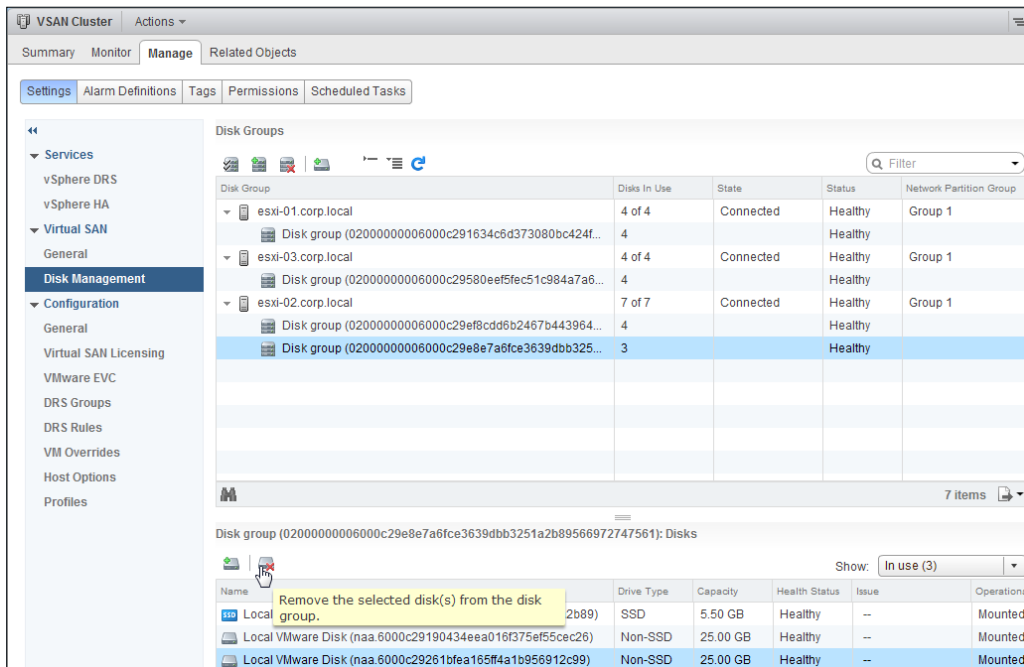 VSAN Cluster Actions
Summary Monitor Manage Related Objects
Settings Alarm Definitions Tags Permissions Scheduled Tasks
Services
vSphere DRS
vSphere HA
Virtual SAN
General
Disk Management
Configuration
General
Virtual SAN Licensing
VMware EVC
DRS Groups
DRS Rules
VM Overrides
Host Options
Profiles
Disk Groups
Filter
Disk Group Disks In Use State Status Network Partition Group
esxi-01.corp.local 4 of 4 Connected Healthy Group 1
Disk group (02000000006000c291634c6d373080bc424f... 4 Healthy
esxi-03.corp.local 4 of 4 Connected Healthy Group 1
Disk group (02000000006000c29580eef5fec51c984a7a6... 4 Healthy
esxi-02.corp.local 7 of 7 Connected Healthy Group 1
Disk group (02000000006000c29ef8cdd6b2467b443964... 4 Healthy
Disk group (02000000006000c29e8e7a6fce3639dbb325... 3 Healthy
7 items
Disk group (02000000006000c29e8e7a6fce3639dbb3251a2b89566972747561): Disks
Show: In use (3)
Name Drive Type Capacity Health Status Issue Operationa
SSD Local 2b89) SSD 5.50 GB Healthy -- Mounted
Remove the selected disk(s) from the disk
group.
Local VMware Disk (naa.6000c29190434eea016f375ef55cec26) Non-SSD 25.00 GB Healthy -- Mounted
Local VMware Disk (naa.6000c29261bfea165ff4a1b956912c99) Non-SSD 25.00 GB Healthy -- Mounted